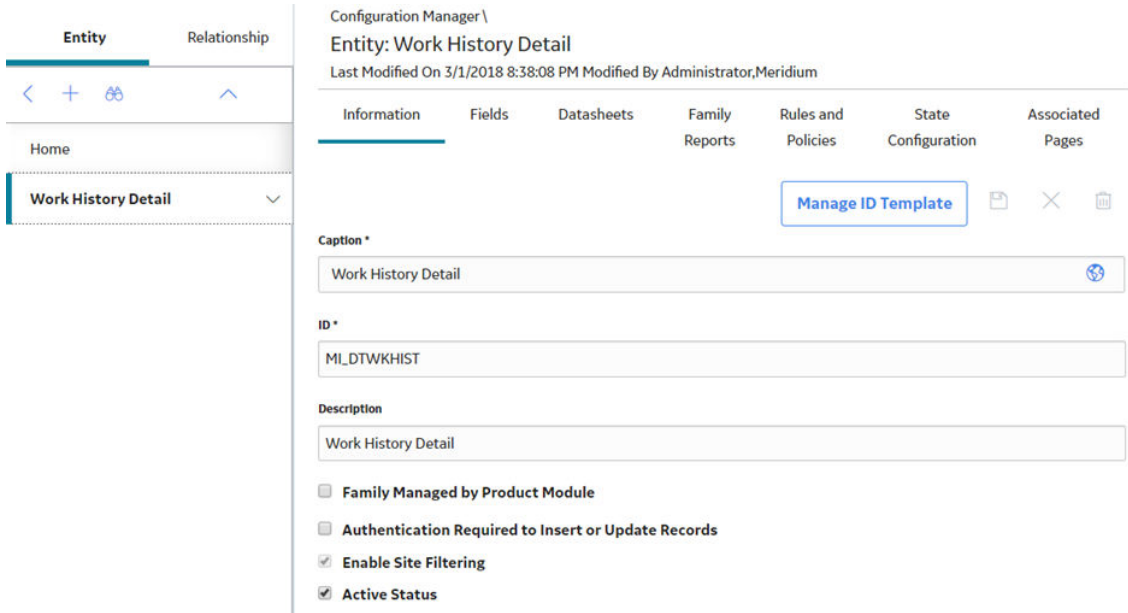 Entity
Relationship
Home
Work History Detail
Configuration Manager\
Entity: Work History Detail
Last Modified On 3/1/2018 8:38:08 PM Modified By Administrator,Meridium
Information Fields Datasheets Family Reports Rules and Policies State Configuration Associated Pages
Manage ID Template
Caption *
Work History Detail
ID *
MI_DTWKHIST
Description
Work History Detail
Family Managed by Product Module
Authentication Required to Insert or Update Records
Enable Site Filtering
Active Status